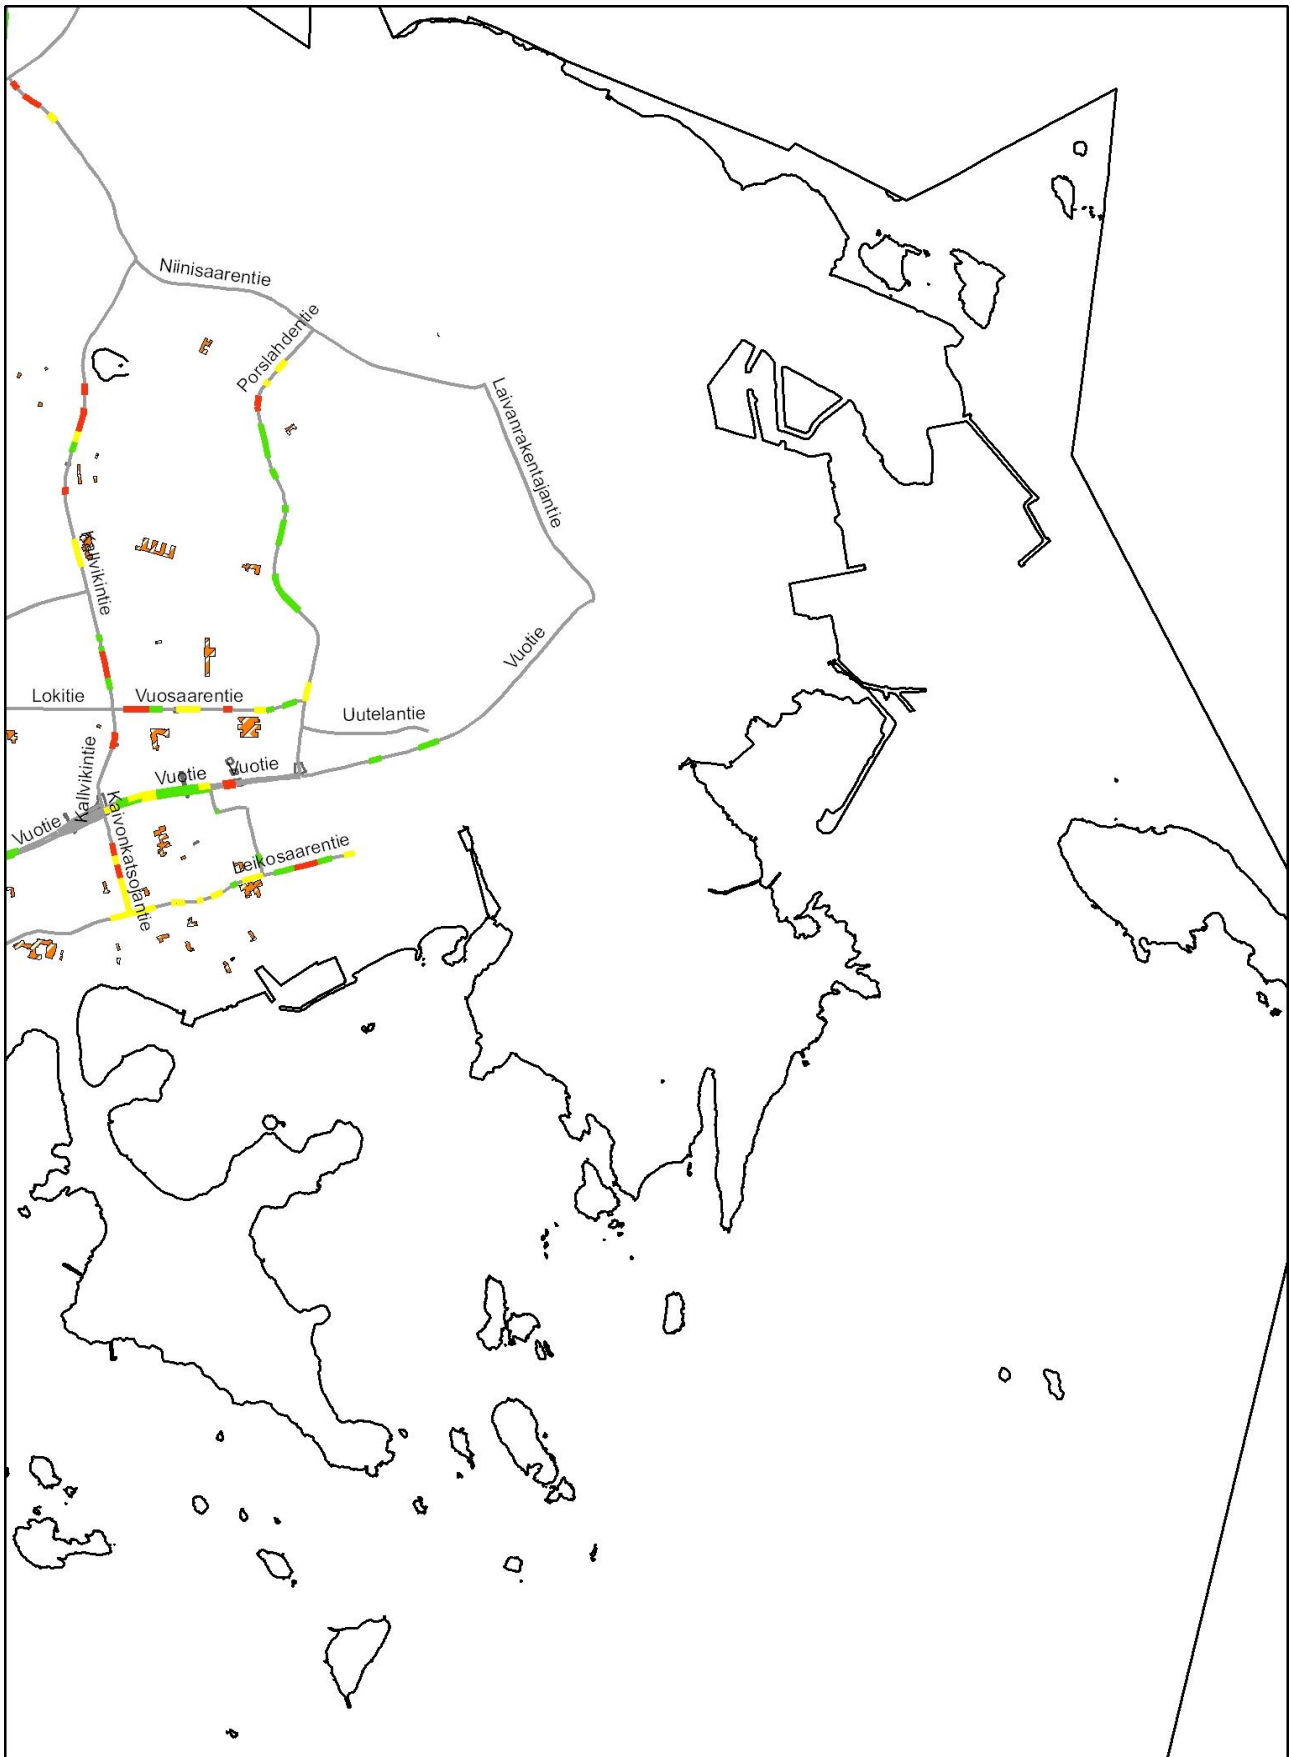 Niinisaarentie
Porslahdentie
Laivanrakentajantie
Kallvikintie
Vuotie
Lokitie
Vuosaarentie
Uutelantie
Kallvikintie
Vuotie
Vuotie
Kaivonkatsojantie
Vuotie
Leikosaarentie